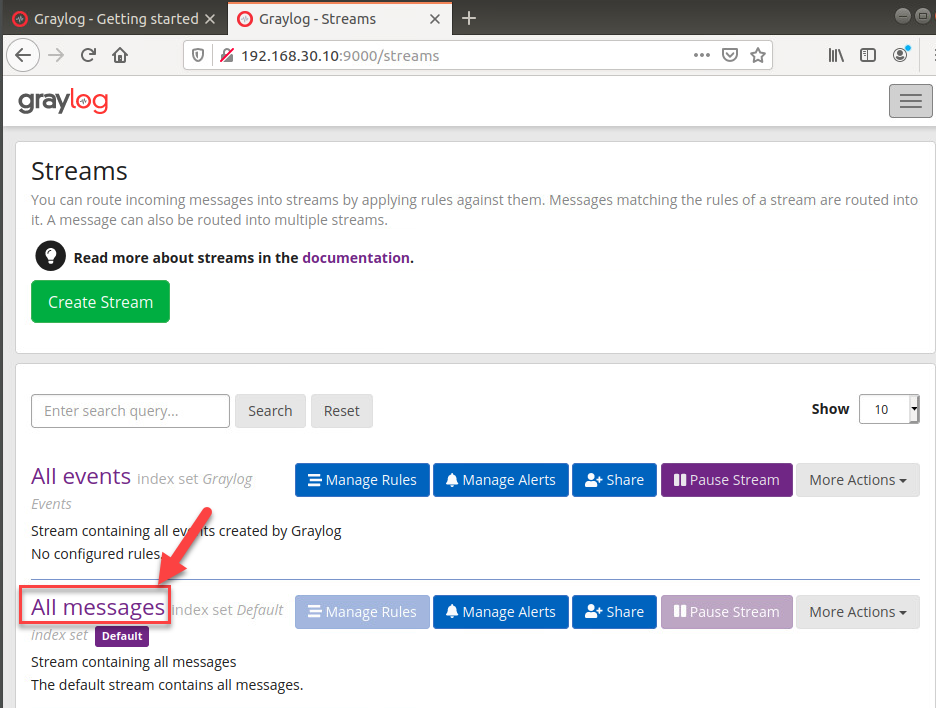 Graylog - Getting started
Graylog - Streams
192.168.30.10:9000/streams
graylog
Streams
You can route incoming messages into streams by applying rules against them. Messages matching the rules of a stream are routed into
it. A message can also be routed into multiple streams.
Read more about streams in the documentation.
Create Stream
Enter search query...
Search
Reset
Show
10
All events Index set Graylog
Events
Manage Rules
Manage Alerts
Share
Pause Stream
More Actions
Stream containing all events created by Graylog
No configured rules.
All messages Index set Default
Index set Default
Manage Rules
Manage Alerts
Share
Pause Stream
More Actions
Stream containing all messages
The default stream contains all messages.